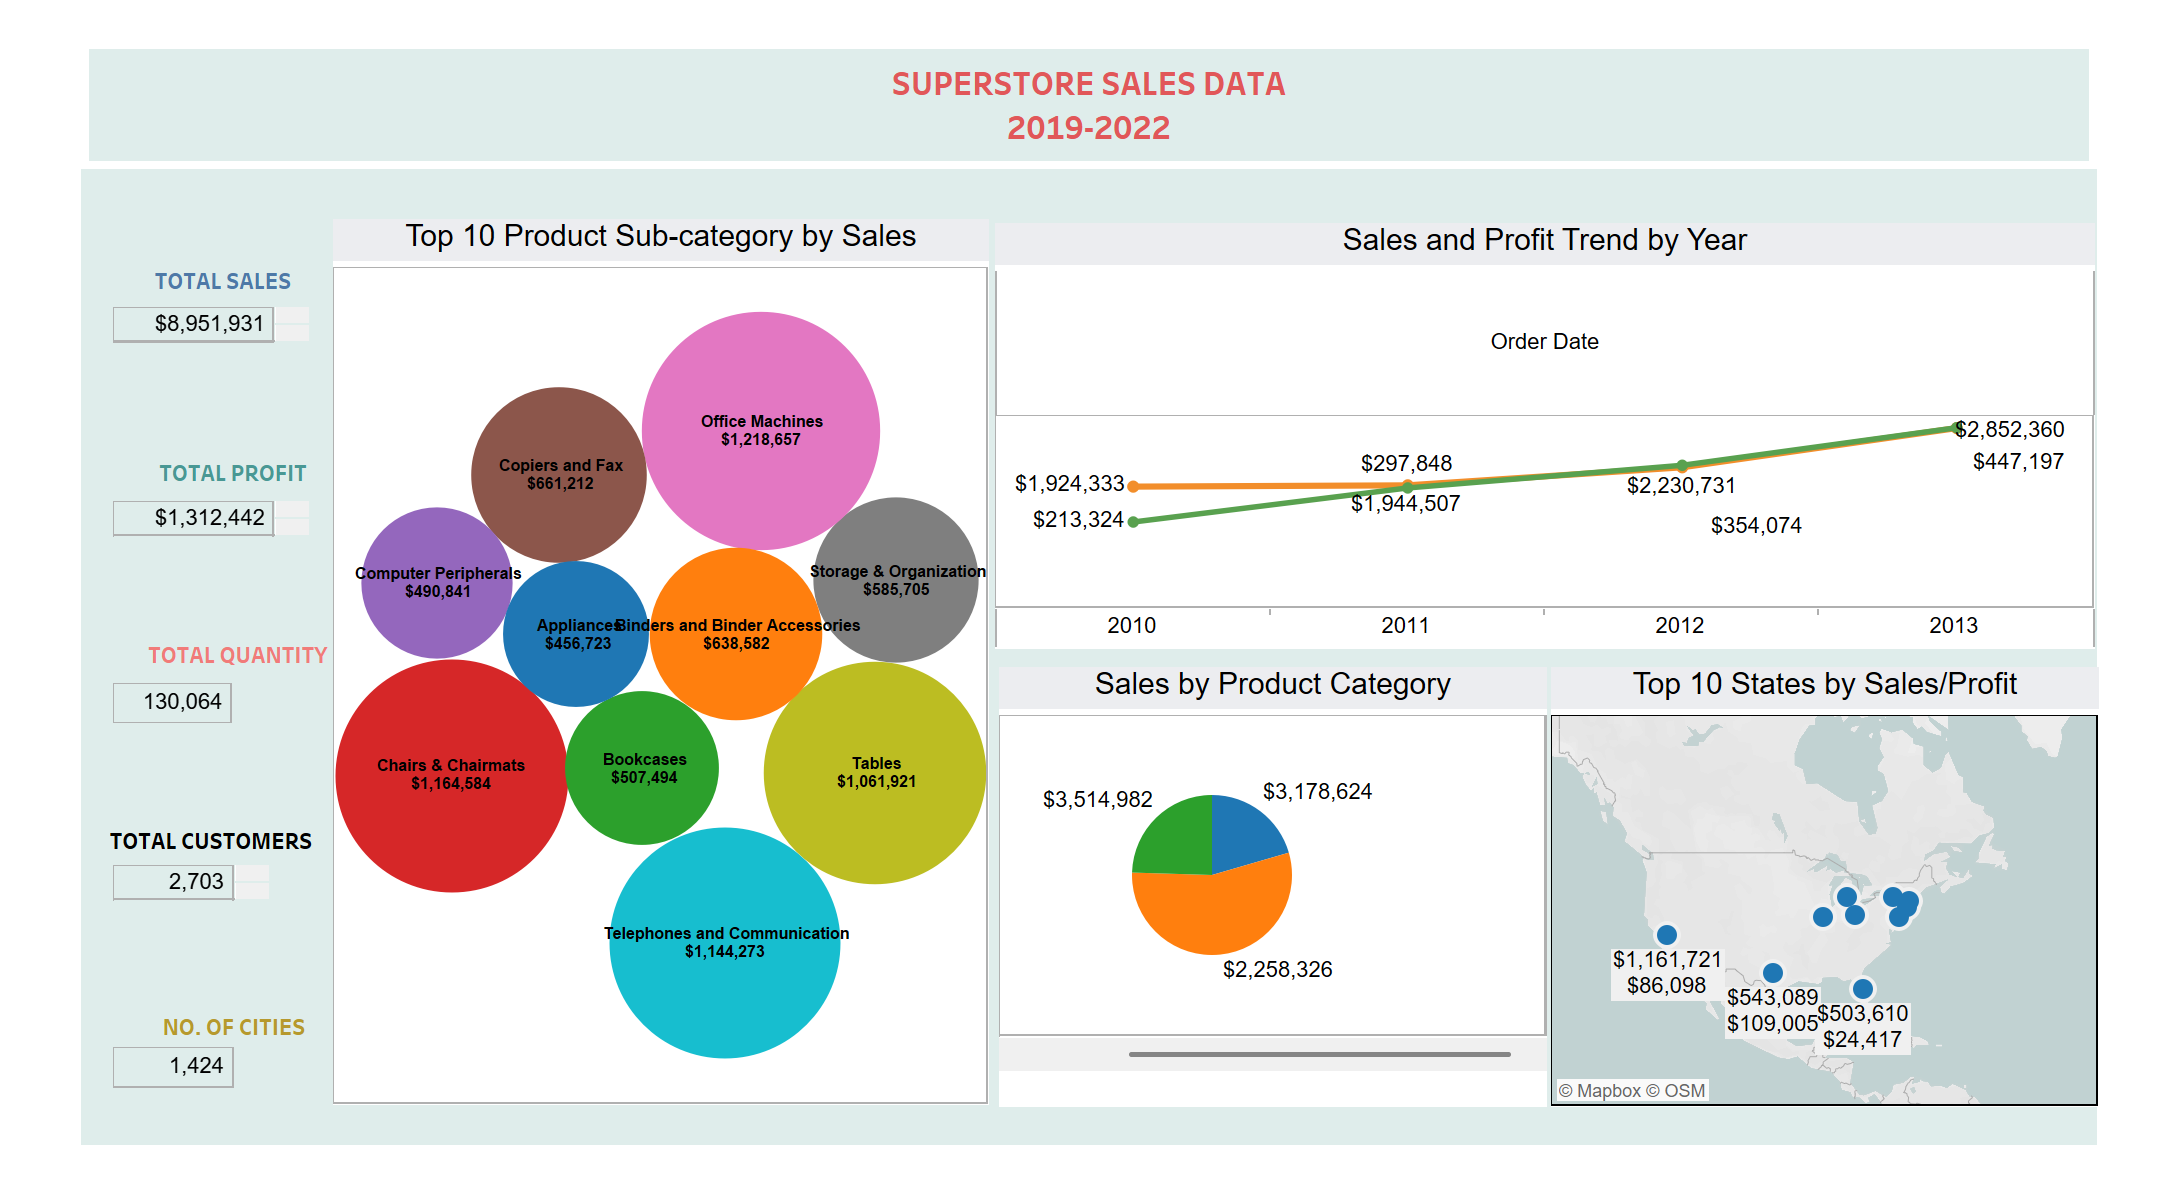 SUPERSTORE SALES DATA
2019-2022
TOTAL SALES
$8,951,931
TOTAL PROFIT
$1,312,442
TOTAL QUANTITY
130,064
TOTAL CUSTOMERS
2,703
NO. OF CITIES
1,424
Top 10 Product Sub-category by Sales
Office Machines
$1,218,657
Copiers and Fax
$661,212
Computer Peripherals
$490,841
Storage & Organization
$585,705
Appliances
$456,723
Binders and Binder Accessories
$638,582
Chairs & Chairmats
$1,164,584
Bookcases
$507,494
Tables
$1,061,921
Telephones and Communication
$1,144,273
Sales and Profit Trend by Year
Order Date
$1,924,333
$213,324
$297,848
$1,944,507
$2,230,731
$354,074
$2,852,360
$447,197
2010
2011
2012
2013
Sales by Product Category
$3,514,982
$3,178,624
$2,258,326
Top 10 States by Sales/Profit
$1,161,721
$86,098
$543,089
$109,005
$503,610
$24,417
© Mapbox © OSM